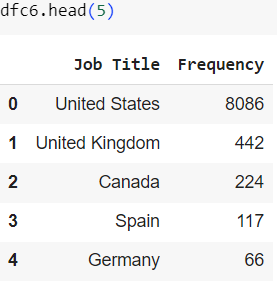 dfc6.head(5)
Job Title Frequency
0 United States 8086
1 United Kingdom 442
2 Canada 224
3 Spain 117
4 Germany 66